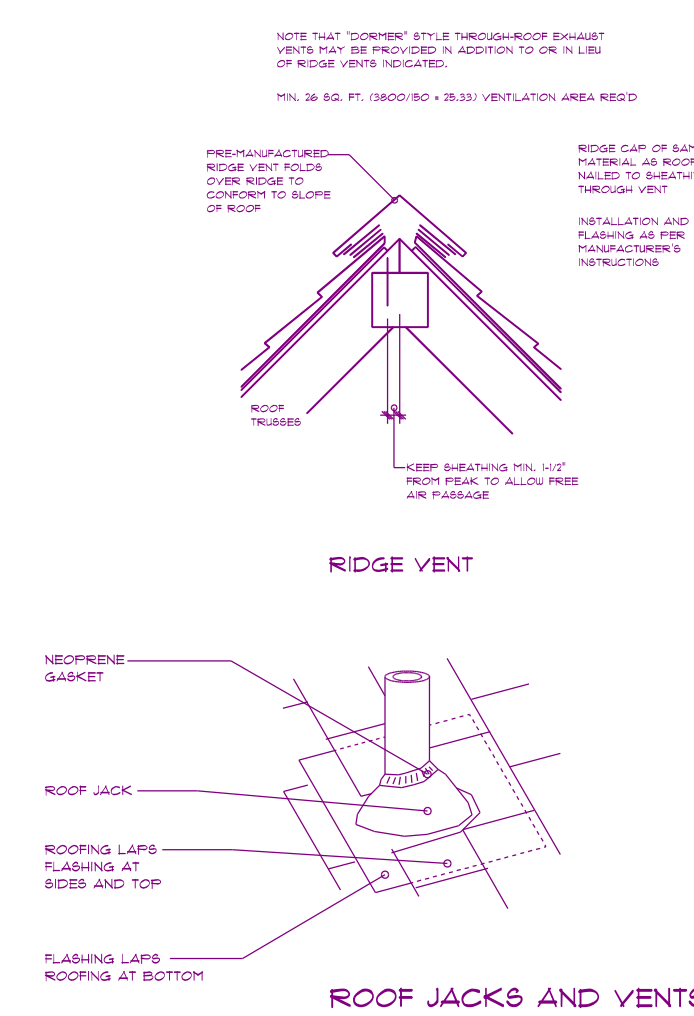 NOTE THAT "DORMER" STYLE THROUGH-ROOF EXHAUST
VENTS MAY BE PROVIDED IN ADDITION TO OR IN LIEU
OF RIDGE VENTS INDICATED.
MIN. 26 SQ. FT. (3800/150 = 25.33) VENTILATION AREA REQ'D
PRE-MANUFACTURED
RIDGE VENT FOLDS
OVER RIDGE TO
CONFORM TO SLOPE
OF ROOF
RIDGE CAP OF
MATERIAL AS
NAILED TO
THROUGH VENT
INSTALLATION AND
FLASHING AS PER
MANUFACTURER'S
INSTRUCTIONS
ROOF
TRUSSES
KEEP SHEATHING MIN. 1-1/2"
FROM PEAK TO ALLOW FREE
AIR PASSAGE
RIDGE VENT
NEOPRENE
GASKET
ROOF JACK
ROOFING LAPS
FLASHING AT
SIDES AND TOP
FLASHING LAPS
ROOFING AT BOTTOM
ROOF JACKS AND VENTS